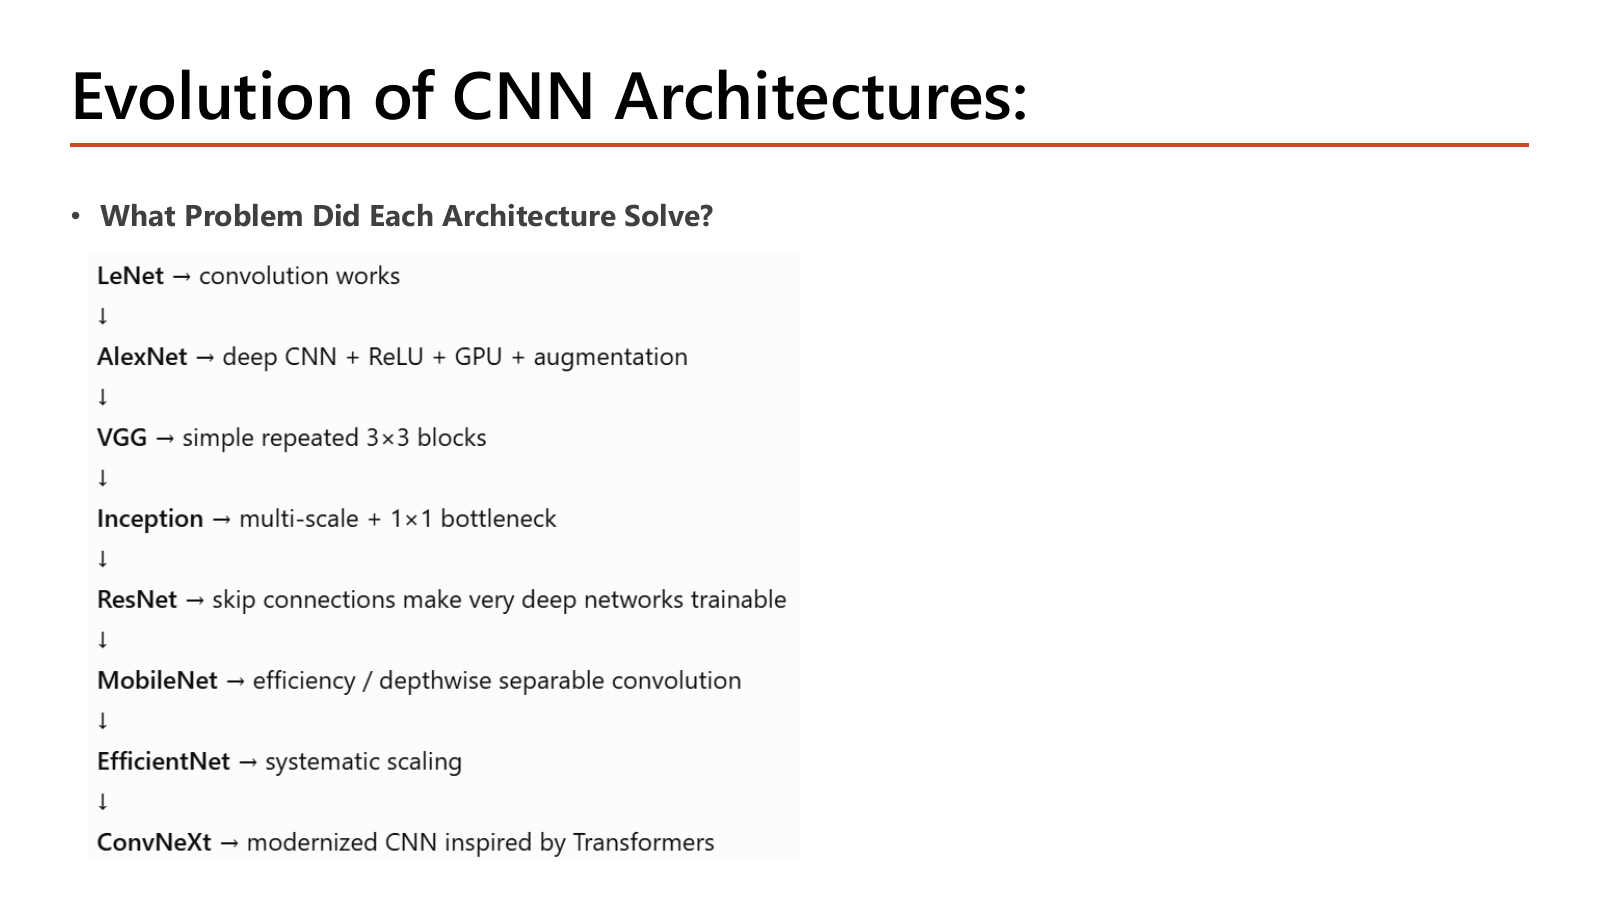 Evolution of CNN Architectures:
• What Problem Did Each Architecture Solve?
LeNet → convolution works
↓
AlexNet → deep CNN + ReLU + GPU + augmentation
↓
VGG → simple repeated 3×3 blocks
↓
Inception → multi-scale + 1×1 bottleneck
↓
ResNet → skip connections make very deep networks trainable
↓
MobileNet → efficiency / depthwise separable convolution
↓
EfficientNet → systematic scaling
↓
ConvNeXt → modernized CNN inspired by Transformers